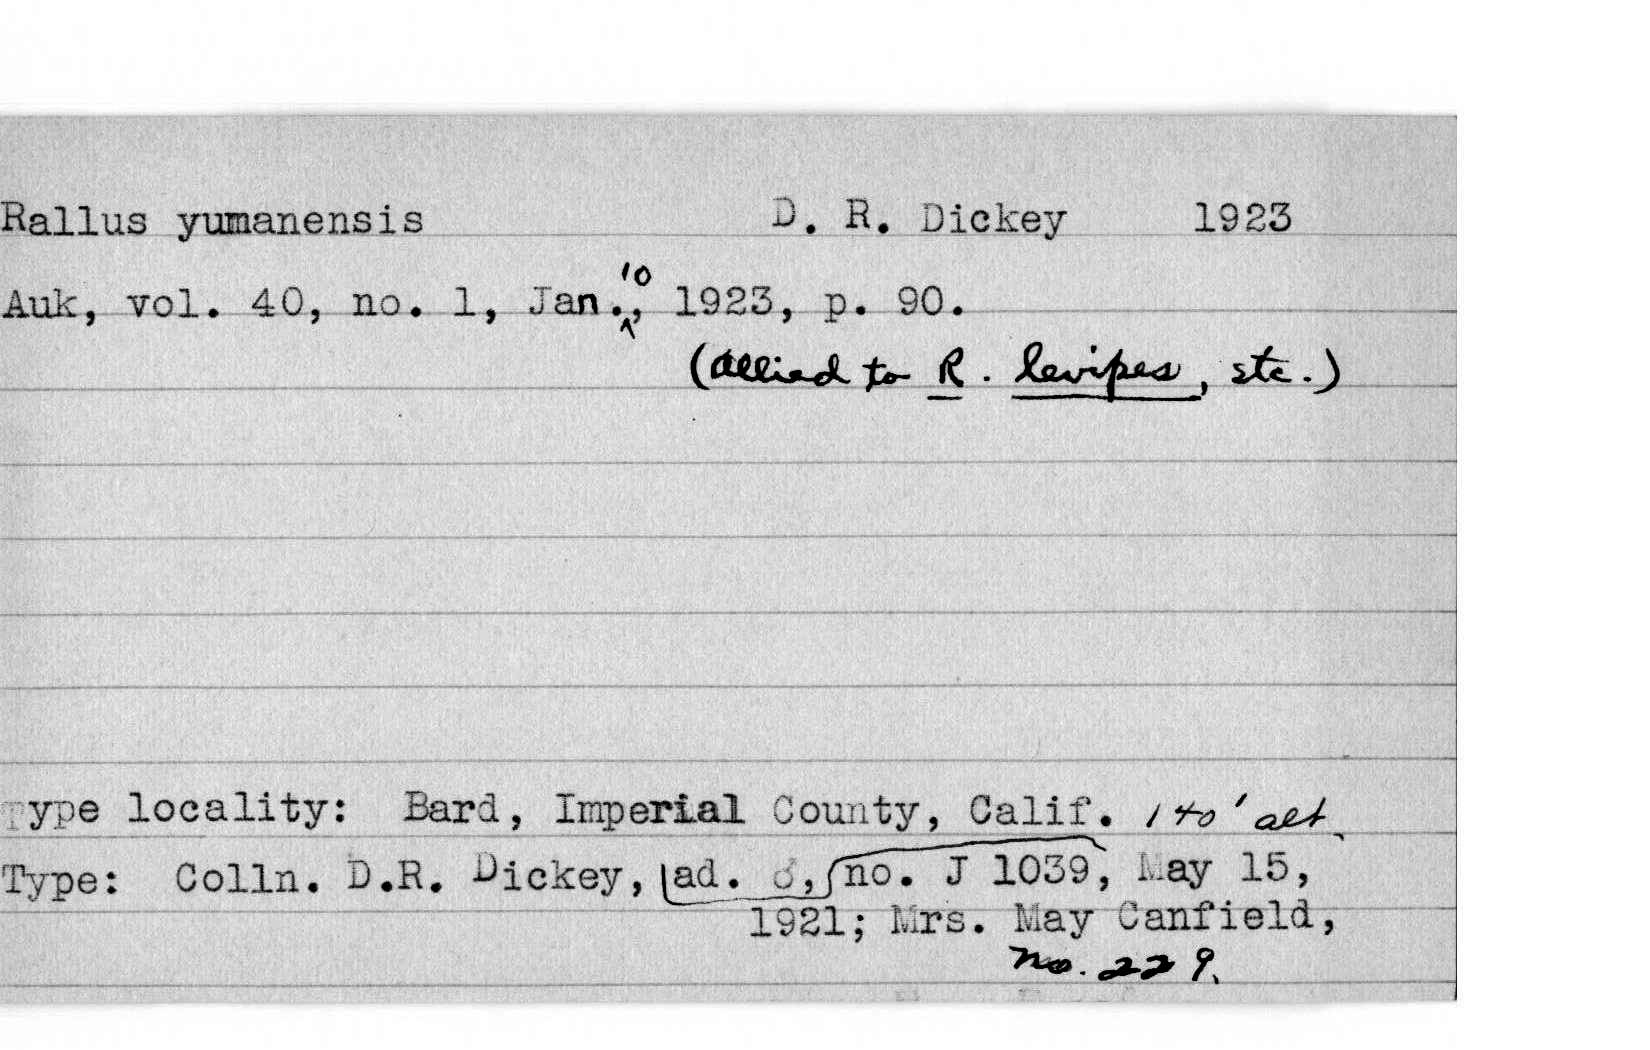 Rallus yumanensis D. R. Dickey 1923
Auk, vol. 40, no. 1, Jan. 10, 1923, p. 90.
(allied to R. levipes, etc.)
Type locality: Bard, Imperial County, Calif. 140' alt.
Type: Colln. D.R. Dickey, ad. ♂, no. J 1039, May 15,
1921; Mrs. May Canfield,
no. 229.